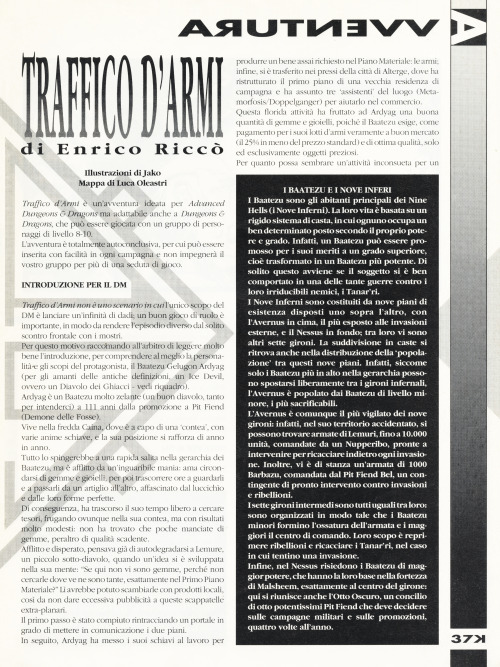 AVVENTURA
A
TRAFFICO D'ARMI
di Enrico Riccò
Illustrazioni di Jako
Mappa di Luca Oleastri
Traffico d'Armi è un'avventura ideata per Advanced
Dungeons & Dragons ma adattabile anche a Dungeons &
Dragons, che può essere giocata con un gruppo di perso-
naggi di livello 8-10.
L'avventura è totalmente autoconclusiva, per cui può essere
inserita con facilità in ogni campagna e non impegnerà il
vostro gruppo per più di una seduta di gioco.
INTRODUZIONE PER IL DM
Traffico d'Armi non è uno scenario in cui l'unico scopo del
DM è lanciare un'infinità di dadi, un buon gioco di ruolo è
importante, in modo da rendere l'episodio diverso dal solito
scontro frontale con i mostri.
Per questo motivo raccomando all'arbitro di leggere molto
bene l'introduzione, per comprendere al meglio la persona-
lità e gli scopi del protagonista, il Baatezu Gelugon Ardyag
(per gli amanti delle antiche definizioni, un Ice Devil,
ovvero un Diavolo dei Ghiacci - vedi riquadro).
Ardyag è un Baatezu molto zelante (un buon diavolo, tanto
per intenderci) a 111 anni dalla promozione a Pit Fiend
(Demone delle Fosse).
Vive nella fredda Caina, dove è a capo di una 'contea', con
varie anime schiave, e la sua posizione si rafforza di anno
in anno.
Tutto lo spingerebbe a una rapida salita nella gerarchia dei
Baatezu, ma è afflitto da un'inguaribile mania: ama circon-
darsi di gemme e gioielli, per poi trascorrere ore a guardarli
e a passarli da un artiglio all'altro, affascinato dal luccichio
e dalle loro forme perfette.
Di conseguenza, ha trascorso il suo tempo libero a cercare
tesori, frugando ovunque nella sua contea, ma con risultati
molto modesti: non ha trovato che poche manciate di
gemme, peraltro di qualità scadente.
Afflitto e disperato, pensava già di autodegradarsi a Lemure,
un piccolo sotto-diavolo, quando un'idea si è sviluppata
nella sua mente: "Se qui non vi sono gemme, perché non
cercarle dove ve ne sono tante, esattamente nel Primo Piano
Materiale?" Li avrebbe potuto scambiarle con prodotti locali,
così da non dare eccessiva pubblicità a queste scappatelle
extra-planari.
Il primo passo è stato compiuto rintracciando un portale in
grado di mettere in comunicazione i due piani.
In seguito, Ardyag ha messo i suoi schiavi al lavoro per
produrre un bene assai richiesto nel Piano Materiale: le armi;
infine, si è trasferito nei pressi della città di Alterge, dove ha
ristrutturato il primo piano di una vecchia residenza di
campagna e ha assunto tre 'assistenti' del luogo (Meta-
morfosis/Doppelganger) per aiutarlo nel commercio.
Questa florida attività ha fruttato ad Ardyag una buona
quantità di gemme e gioielli, poiché il Baatezu esige, come
pagamento per i suoi lotti d'armi veramente a buon mercato
(il 25% in meno del prezzo standard) e di ottima qualità, solo
ed esclusivamente oggetti preziosi.
Per quanto possa sembrare un'attività inconsueta per un
I BAATEZU E I NOVE INFERI
I Baatezu sono gli abitanti principali dei Nine
Hells (i Nove Inferni). La loro vita è basata su un
rigido sistema di casta, in cui ognuno occupa un
ben determinato posto secondo il proprio pote-
re e grado. Infatti, un Baatezu può essere pro-
mosso per i suoi meriti a un grado superiore,
cioè trasformato in un Baatezu più potente. Di
solito questo avviene se il soggetto si è ben
comportato in una delle tante guerre contro i
loro irriducibili nemici, i Tanar'ri.
I Nove Inferni sono costituiti da nove piani di
esistenza disposti uno sopra l'altro, con
l'Avernus in cima, il più esposto alle invasioni
esterne, e il Nessus in fondo; tra loro vi sono
altri sette gironi. La suddivisione in caste si
ritrova anche nella distribuzione della 'popola-
zione' tra questi nove piani. Infatti, siccome
solo i Baatezu più in alto nella gerarchia posso-
no spostarsi liberamente tra i gironi infernali,
l'Avernus è popolato dai Baatezu di livello mi-
nore, i più sacrificabili.
L'Avernus è comunque il più vigilato dei nove
gironi: infatti, nel suo territorio accidentato, si
possono trovare armate di Lemuri, fino a 10.000
unità, comandate da un Nupperibo, pronte a
intervenire per ricacciare indietro ogni invasio-
ne. Inoltre, vi è di stanza un'armata di 1000
Barbazu, comandata dal Pit Fiend Bel, un con-
tingente di pronto intervento contro invasioni
e ribellioni.
I sette gironi intermedi sono tutti uguali tra loro:
sono organizzati in modo tale che i Baatezu
minori formino l'ossatura dell'armata e i mag-
giori il centro di comando. Loro scopo è repri-
mere ribellioni e ricacciare i Tanar'ri, nel caso
in cui tentino una invasione.
Infine, nel Nessus risiedono i Baatezu di mag-
gior potere, che hanno la loro base nella fortezza
di Malsheem, esattamente al centro del girone:
qui si riunisce anche l'Otto Oscuro, un concilio
di otto potentissimi Pit Fiend che deve decidere
sulle campagne militari e sulle promozioni,
quattro volte all'anno.
37K